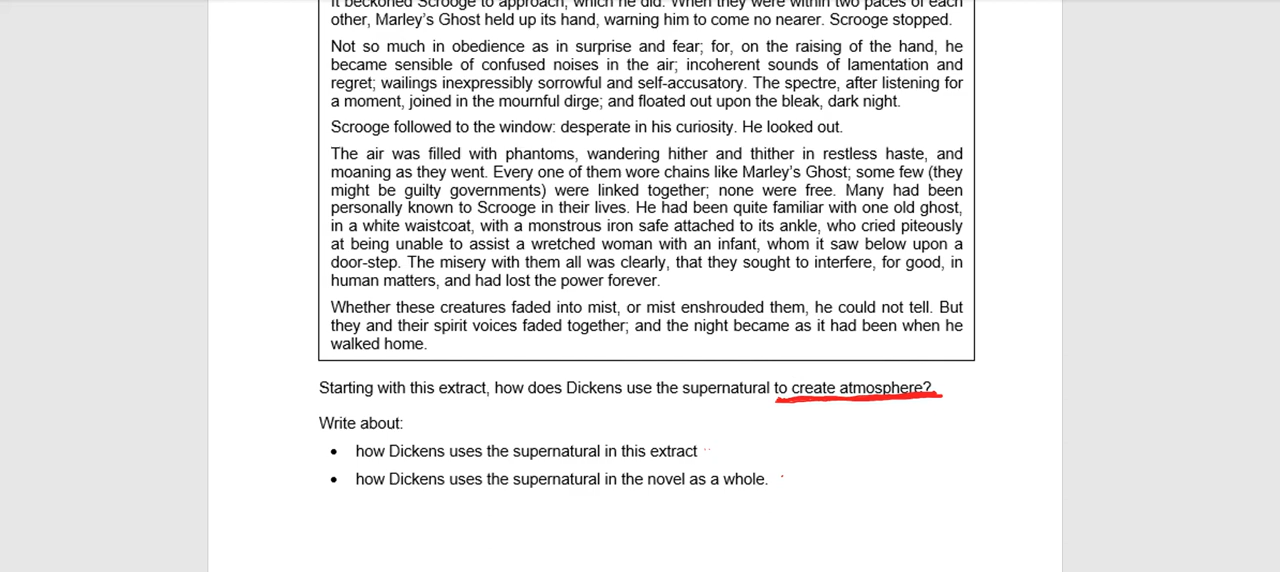 It beckoned Scrooge to approach, which he did. When they were within two paces of each
other, Marley's Ghost held up its hand, warning him to come no nearer. Scrooge stopped.
Not so much in obedience as in surprise and fear; for, on the raising of the hand, he
became sensible of confused noises in the air; incoherent sounds of lamentation and
regret; wailings inexpressibly sorrowful and self-accusatory. The spectre, after listening for
a moment, joined in the mournful dirge; and floated out upon the bleak, dark night.
Scrooge followed to the window: desperate in his curiosity. He looked out.
The air was filled with phantoms, wandering hither and thither in restless haste, and
moaning as they went. Every one of them wore chains like Marley's Ghost; some few (they
might be guilty governments) were linked together; none were free. Many had been
personally known to Scrooge in their lives. He had been quite familiar with one old ghost,
in a white waistcoat, with a monstrous iron safe attached to its ankle, who cried piteously
at being unable to assist a wretched woman with an infant, whom it saw below upon a
door-step. The misery with them all was clearly, that they sought to interfere, for good, in
human matters, and had lost the power forever.
Whether these creatures faded into mist, or mist enshrouded them, he could not tell. But
they and their spirit voices faded together; and the night became as it had been when he
walked home.
Starting with this extract, how does Dickens use the supernatural to create atmosphere?
Write about:
• how Dickens uses the supernatural in this extract
• how Dickens uses the supernatural in the novel as a whole.